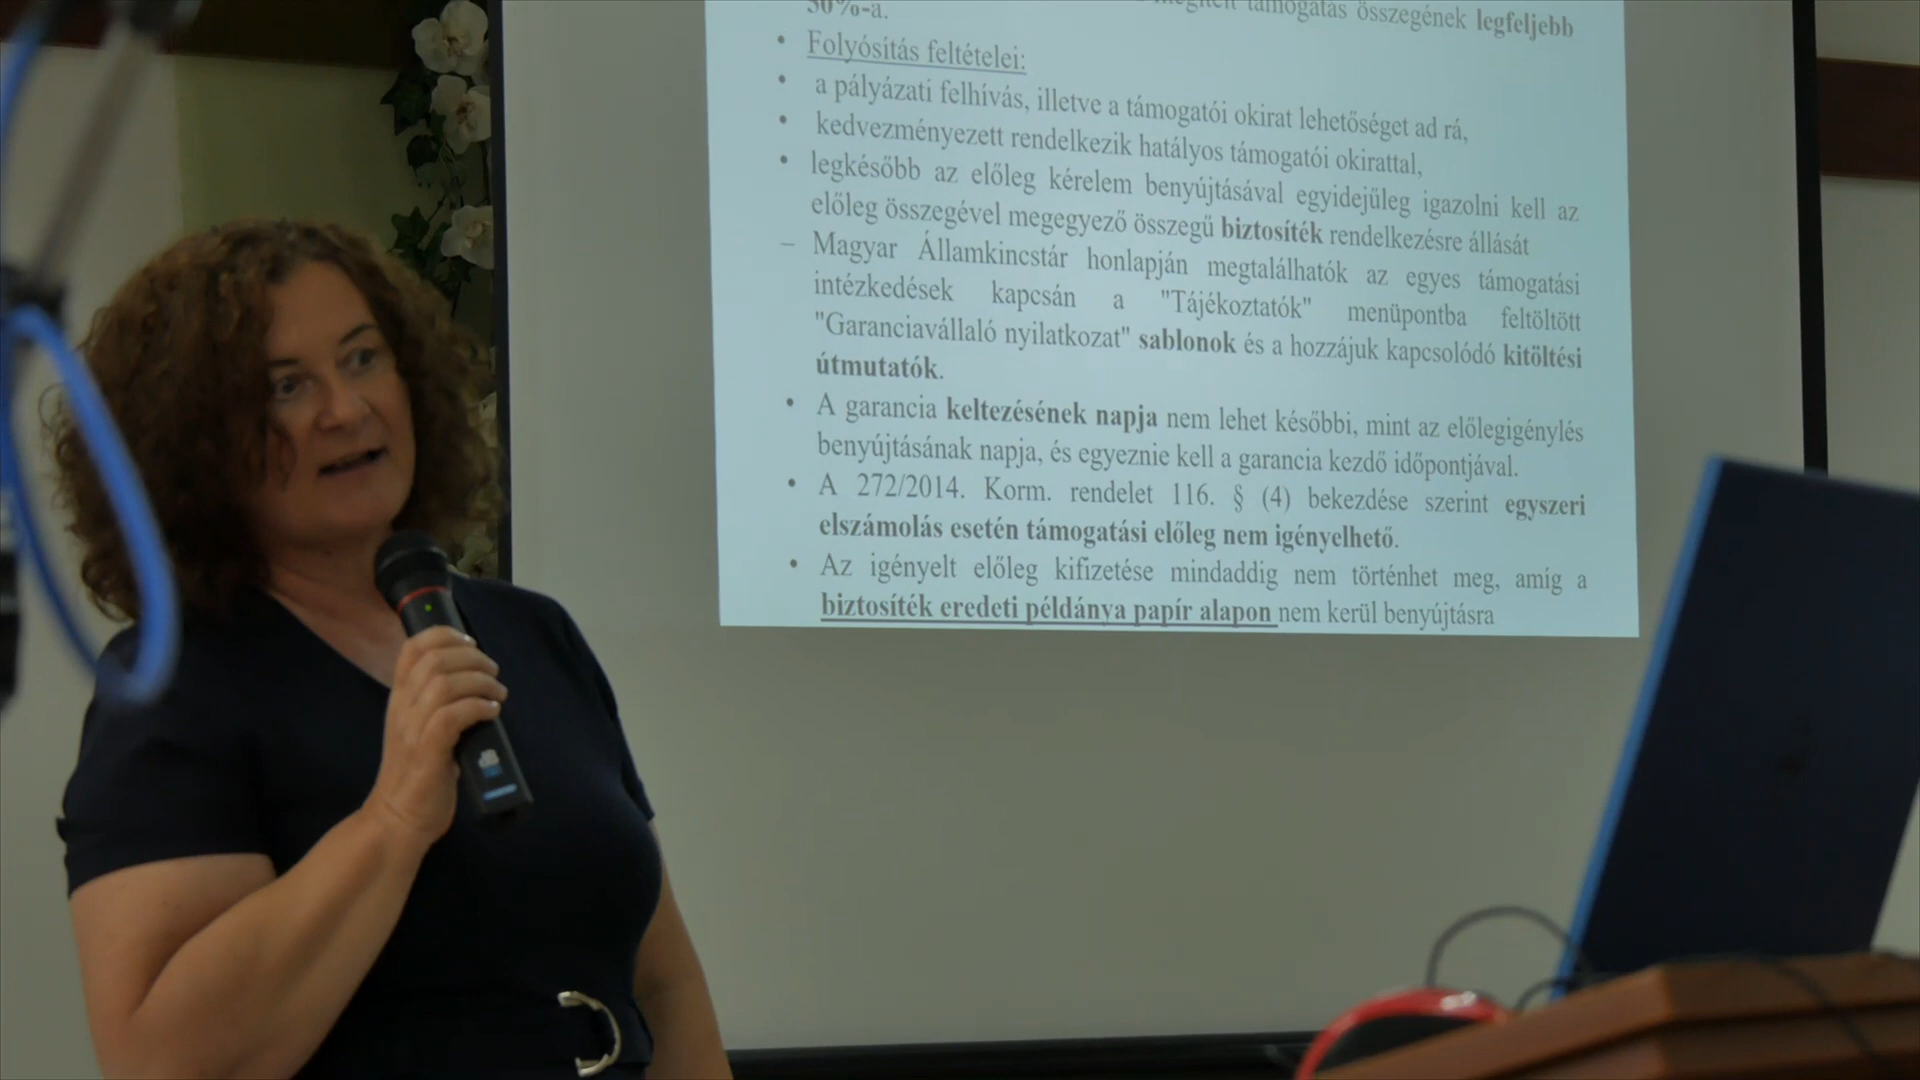 megítélt támogatás összegének legfeljebb
50%-a.
• Folyósítás feltételei:
• a pályázati felhívás, illetve a támogatói okirat lehetőséget ad rá,
• kedvezményezett rendelkezik hatályos támogatói okirattal,
• legkésőbb az előleg kérelem benyújtásával egyidejűleg igazolni kell az
előleg összegével megegyező összegű biztosíték rendelkezésre állását
– Magyar Államkincstár honlapján megtalálhatók az egyes támogatási
intézkedések kapcsán a "Tájékoztatók" menüpontba feltöltött
"Garanciavállaló nyilatkozat" sablonok és a hozzájuk kapcsolódó kitöltési
útmutatók.
• A garancia keltezésének napja nem lehet későbbi, mint az előlegigénylés
benyújtásának napja, és egyeznie kell a garancia kezdő időpontjával.
• A 272/2014. Korm. rendelet 116. § (4) bekezdése szerint egyszeri
elszámolás esetén támogatási előleg nem igényelhető.
• Az igényelt előleg kifizetése mindaddig nem történhet meg, amíg a
biztosíték eredeti példánya papír alapon nem kerül benyújtásra